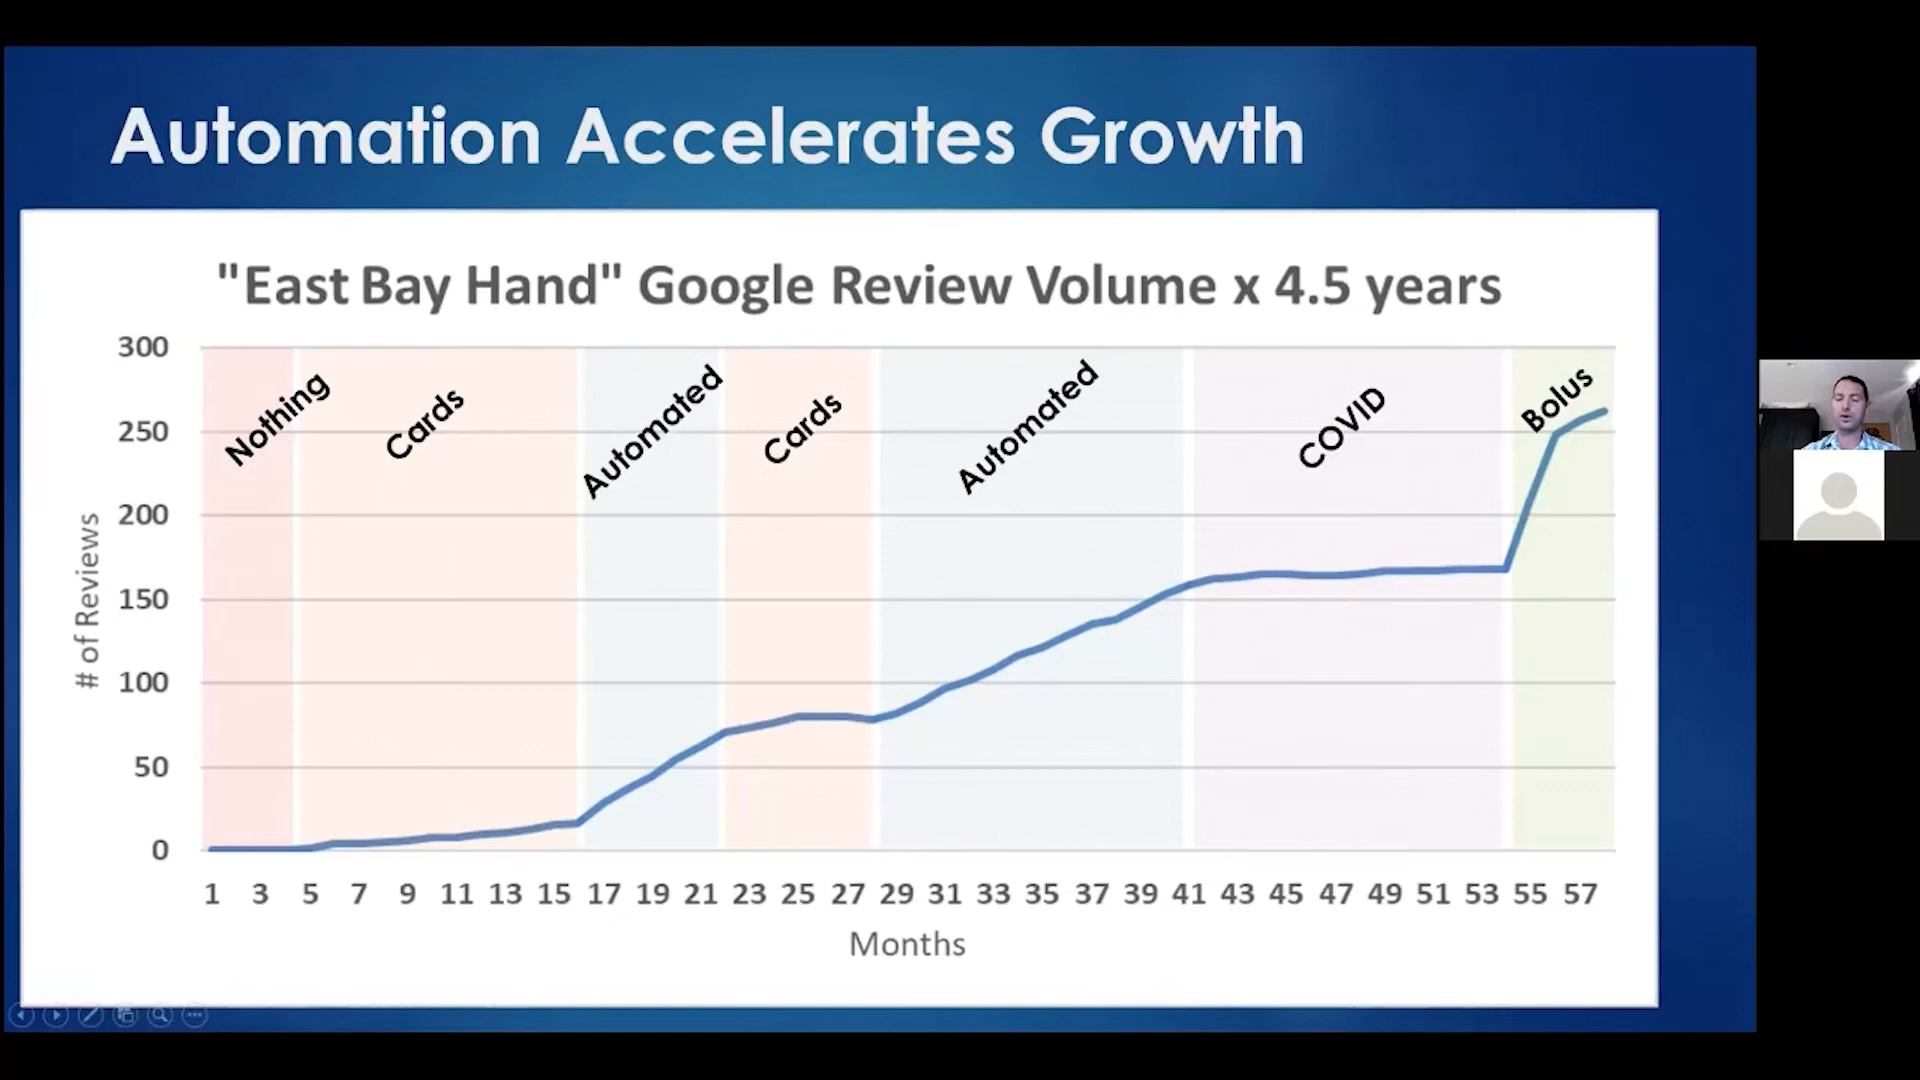 Automation Accelerates Growth
"East Bay Hand" Google Review Volume x 4.5 years
# of Reviews
300
250
200
150
100
50
0
Nothing
Cards
Automated
Cards
Automated
COVID
Bolus
1 3 5 7 9 11 13 15 17 19 21 23 25 27 29 31 33 35 37 39 41 43 45 47 49 51 53 55 57
Months